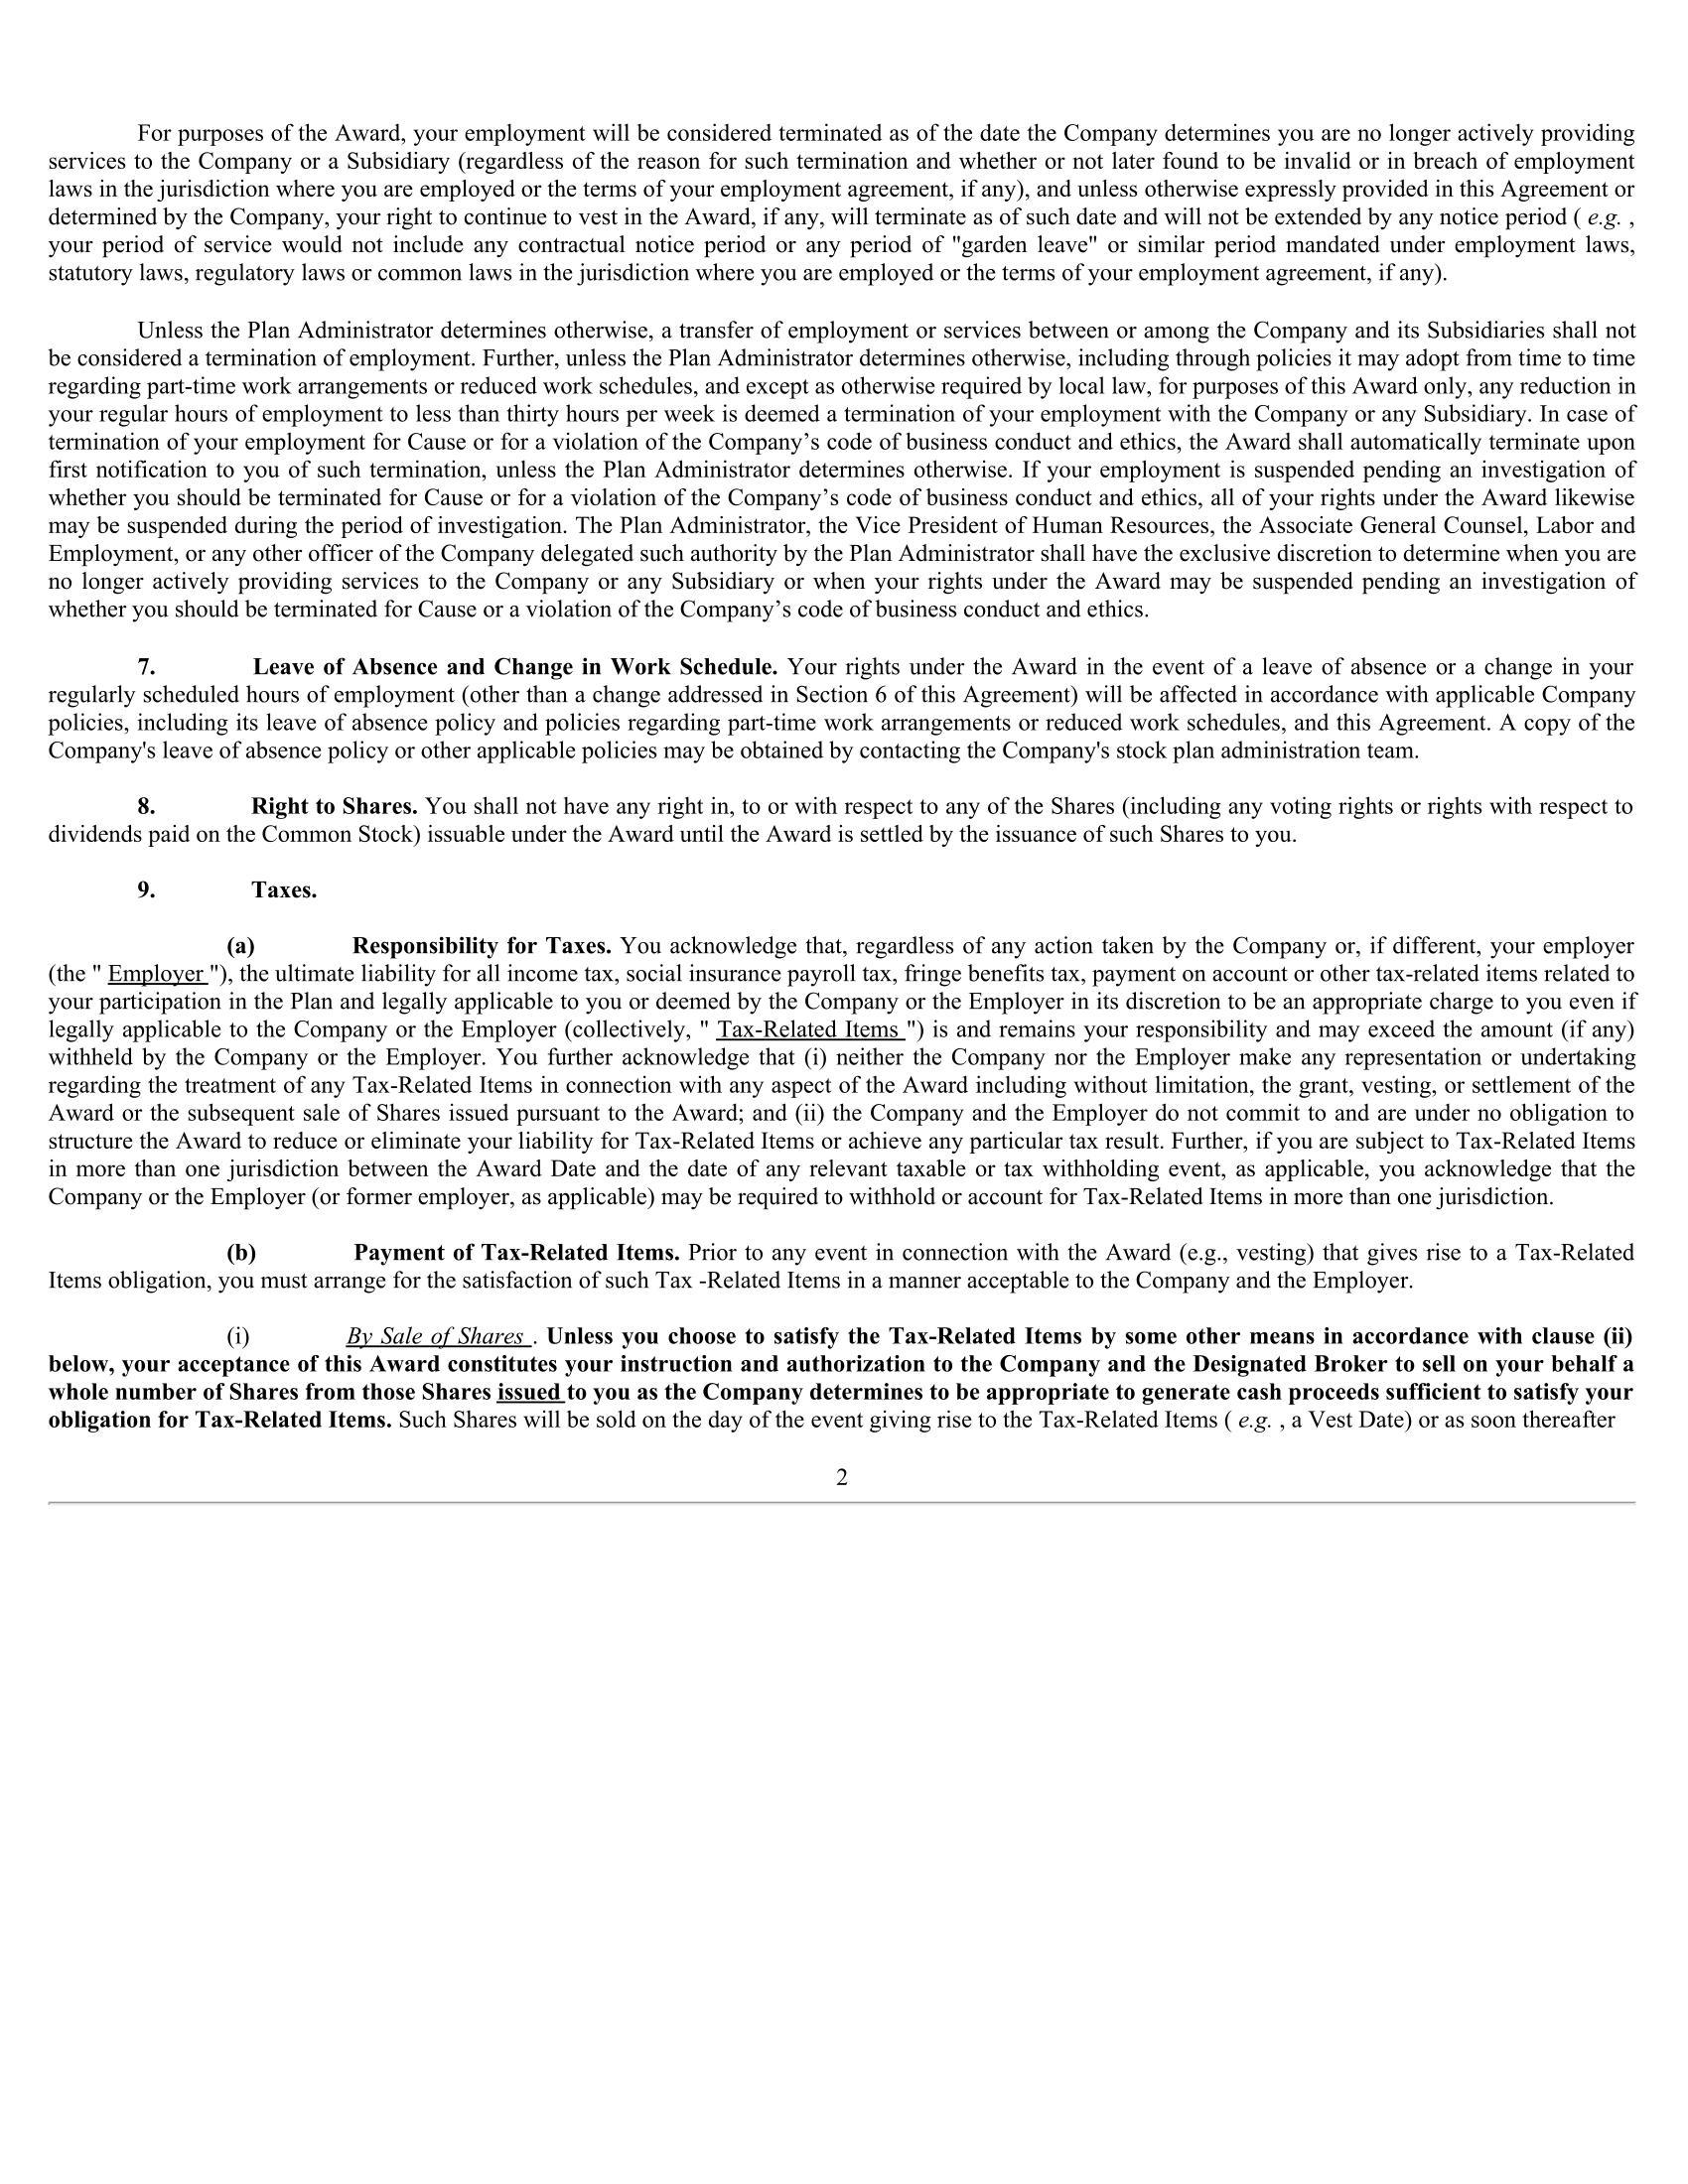 For purposes of the Award, your employment will be considered terminated as of the date the Company determines you are no longer actively providing
services to the Company or a Subsidiary (regardless of the reason for such termination and whether or not later found to be invalid or in breach of employment
laws in the jurisdiction where you are employed or the terms of your employment agreement, if any), and unless otherwise expressly provided in this Agreement or
determined by the Company, your right to continue to vest in the Award, if any, will terminate as of such date and will not be extended by any notice period ( e.g. ,
your period of service would not include any contractual notice period or any period of "garden leave" or similar period mandated under employment laws,
statutory laws, regulatory laws or common laws in the jurisdiction where you are employed or the terms of your employment agreement, if any).
Unless the Plan Administrator determines otherwise, a transfer of employment or services between or among the Company and its Subsidiaries shall not
be considered a termination of employment. Further, unless the Plan Administrator determines otherwise, including through policies it may adopt from time to time
regarding part-time work arrangements or reduced work schedules, and except as otherwise required by local law, for purposes of this Award only, any reduction in
your regular hours of employment to less than thirty hours per week is deemed a termination of your employment with the Company or any Subsidiary. In case of
termination of your employment for Cause or for a violation of the Company’s code of business conduct and ethics, the Award shall automatically terminate upon
first notification to you of such termination, unless the Plan Administrator determines otherwise. If your employment is suspended pending an investigation of
whether you should be terminated for Cause or for a violation of the Company’s code of business conduct and ethics, all of your rights under the Award likewise
may be suspended during the period of investigation. The Plan Administrator, the Vice President of Human Resources, the Associate General Counsel, Labor and
Employment, or any other officer of the Company delegated such authority by the Plan Administrator shall have the exclusive discretion to determine when you are
no longer actively providing services to the Company or any Subsidiary or when your rights under the Award may be suspended pending an investigation of
whether you should be terminated for Cause or a violation of the Company’s code of business conduct and ethics.
7. Leave of Absence and Change in Work Schedule. Your rights under the Award in the event of a leave of absence or a change in your
regularly scheduled hours of employment (other than a change addressed in Section 6 of this Agreement) will be affected in accordance with applicable Company
policies, including its leave of absence policy and policies regarding part-time work arrangements or reduced work schedules, and this Agreement. A copy of the
Company's leave of absence policy or other applicable policies may be obtained by contacting the Company's stock plan administration team.
8. Right to Shares. You shall not have any right in, to or with respect to any of the Shares (including any voting rights or rights with respect to
dividends paid on the Common Stock) issuable under the Award until the Award is settled by the issuance of such Shares to you.
9. Taxes.
(a) Responsibility for Taxes. You acknowledge that, regardless of any action taken by the Company or, if different, your employer
(the " Employer "), the ultimate liability for all income tax, social insurance payroll tax, fringe benefits tax, payment on account or other tax-related items related to
your participation in the Plan and legally applicable to you or deemed by the Company or the Employer in its discretion to be an appropriate charge to you even if
legally applicable to the Company or the Employer (collectively, " Tax-Related Items ") is and remains your responsibility and may exceed the amount (if any)
withheld by the Company or the Employer. You further acknowledge that (i) neither the Company nor the Employer make any representation or undertaking
regarding the treatment of any Tax-Related Items in connection with any aspect of the Award including without limitation, the grant, vesting, or settlement of the
Award or the subsequent sale of Shares issued pursuant to the Award; and (ii) the Company and the Employer do not commit to and are under no obligation to
structure the Award to reduce or eliminate your liability for Tax-Related Items or achieve any particular tax result. Further, if you are subject to Tax-Related Items
in more than one jurisdiction between the Award Date and the date of any relevant taxable or tax withholding event, as applicable, you acknowledge that the
Company or the Employer (or former employer, as applicable) may be required to withhold or account for Tax-Related Items in more than one jurisdiction.
(b) Payment of Tax-Related Items. Prior to any event in connection with the Award (e.g., vesting) that gives rise to a Tax-Related
Items obligation, you must arrange for the satisfaction of such Tax -Related Items in a manner acceptable to the Company and the Employer.
(i) By Sale of Shares . Unless you choose to satisfy the Tax-Related Items by some other means in accordance with clause (ii)
below, your acceptance of this Award constitutes your instruction and authorization to the Company and the Designated Broker to sell on your behalf a
whole number of Shares from those Shares issued to you as the Company determines to be appropriate to generate cash proceeds sufficient to satisfy your
obligation for Tax-Related Items. Such Shares will be sold on the day of the event giving rise to the Tax-Related Items ( e.g. , a Vest Date) or as soon thereafter
2